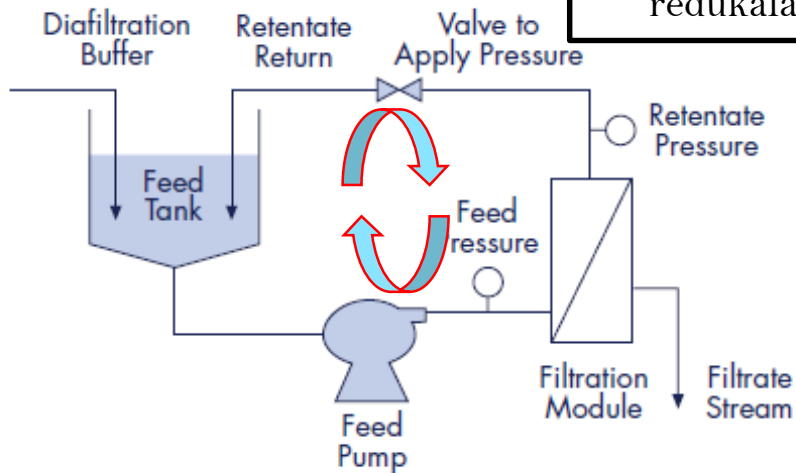 redukala
Diafiltration
Buffer
Retentate
Return
Valve to
Apply Pressure
Retentate
Pressure
Feed
Tank
Feed
ressure
Filtration
Module
Filtrate
Stream
Feed
Pump